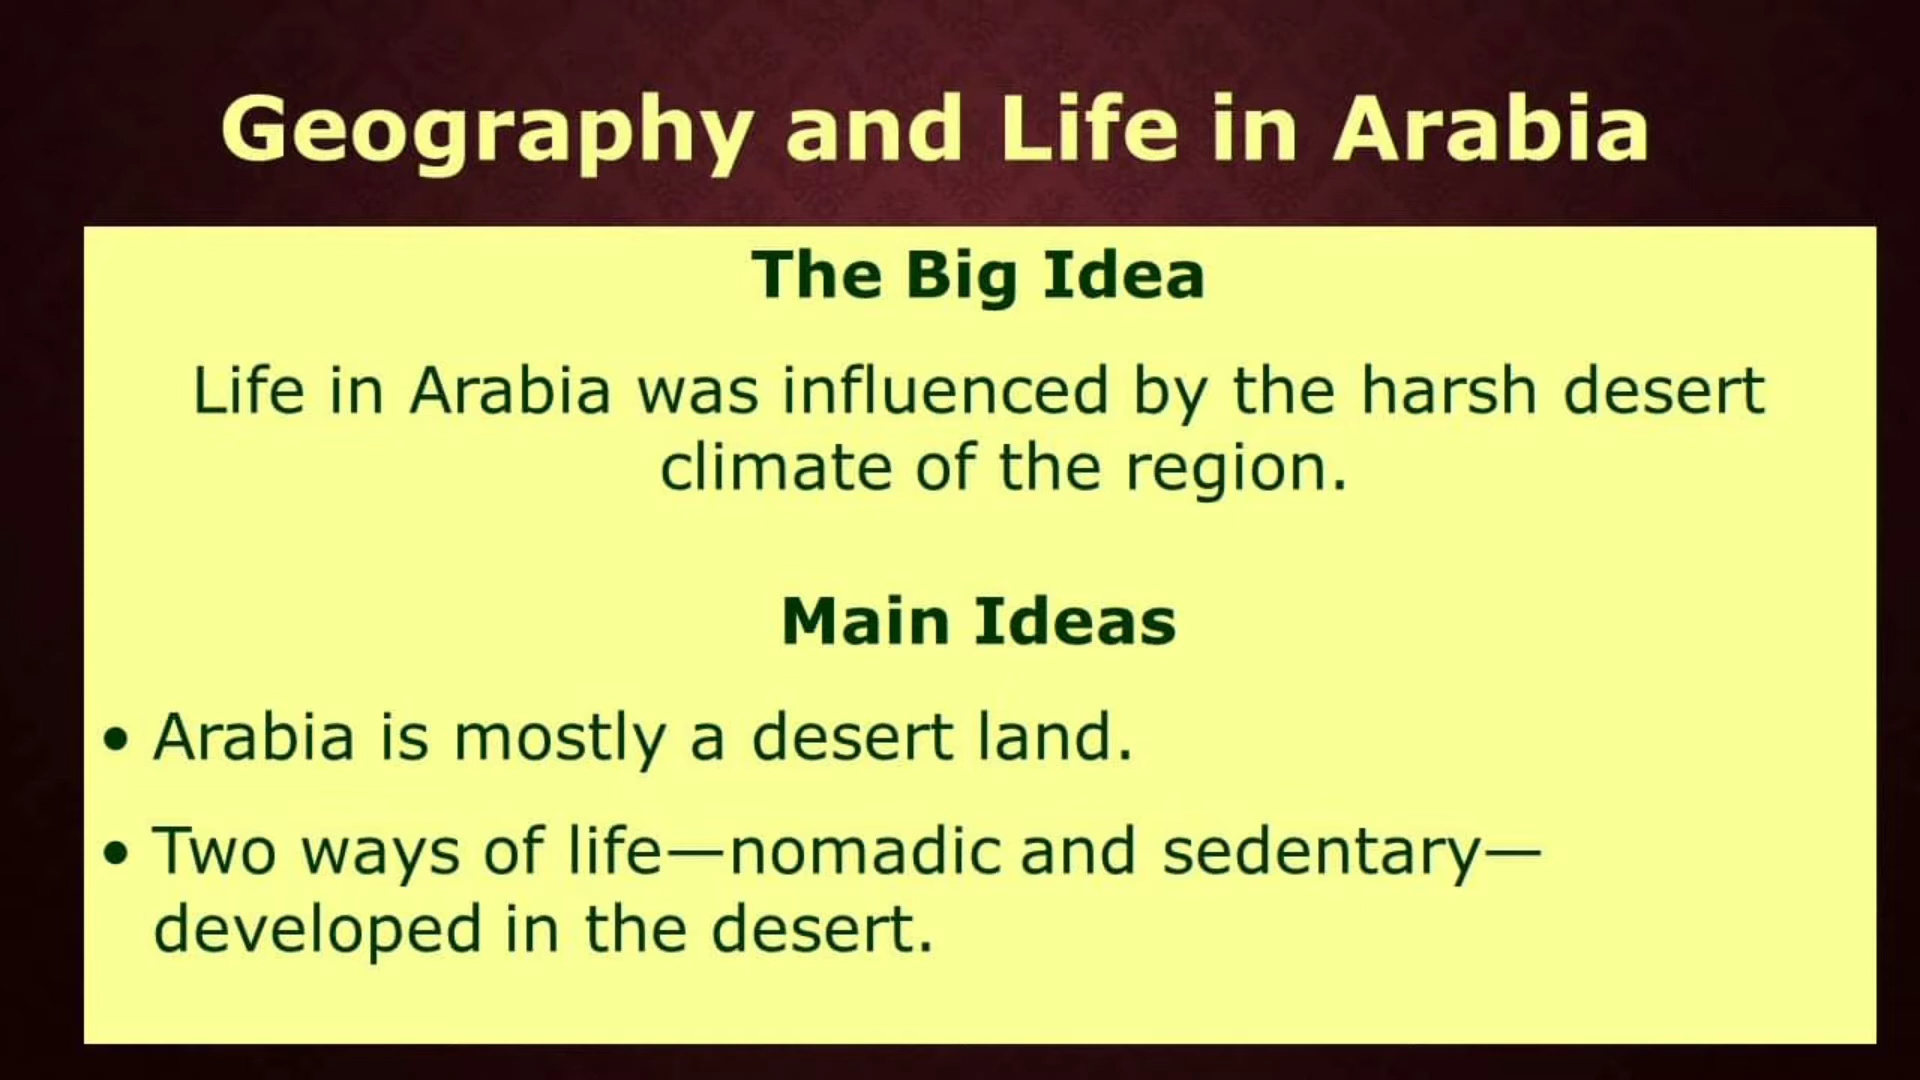 Geography and Life in Arabia
The Big Idea
Life in Arabia was influenced by the harsh desert
climate of the region.
Main Ideas
• Arabia is mostly a desert land.
• Two ways of life—nomadic and sedentary—
developed in the desert.